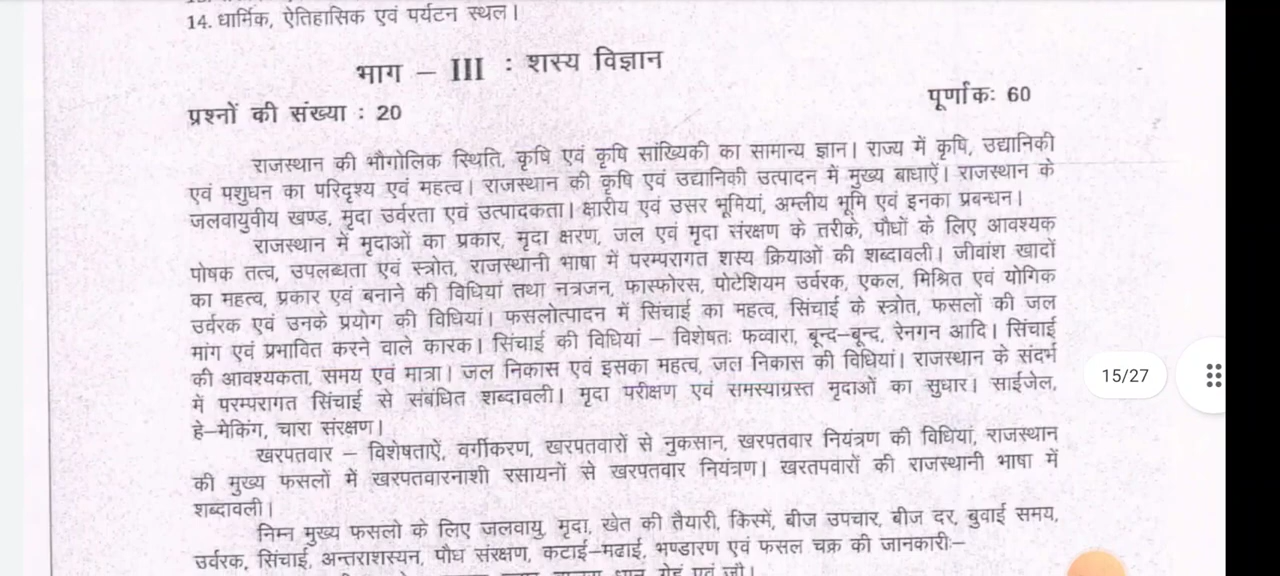 14. धार्मिक, ऐतिहासिक एवं पर्यटन स्थल।
भाग – III : शस्य विज्ञान
पूर्णांकः 60
प्रश्नों की संख्या : 20
राजस्थान की भौगोलिक स्थिति, कृषि एवं कृषि सांख्यिकी का सामान्य ज्ञान। राज्य में कृषि, उद्यानिकी
एवं पशुधन का परिदृश्य एवं महत्व। राजस्थान की कृषि एवं उद्यानिकी उत्पादन में मुख्य बाधाऐं। राजस्थान के
जलवायुवीय खण्ड, मृदा उर्वरता एवं उत्पादकता। क्षारीय एवं उसर भूमियां, अम्लीय भूमि एवं इनका प्रबन्धन।
राजस्थान में मृदाओं का प्रकार, मृदा क्षरण, जल एवं मृदा संरक्षण के तरीके, पौधों के लिए आवश्यक
पोषक तत्व, उपलब्धता एवं स्त्रोत, राजस्थानी भाषा में परम्परागत शस्य क्रियाओं की शब्दावली। जीवांश खादों
का महत्व, प्रकार एवं बनाने की विधियां तथा नत्रजन, फास्फोरस, पोटेशियम उर्वरक, एकल, मिश्रित एवं योगिक
उर्वरक एवं उनके प्रयोग की विधियां। फसलोत्पादन में सिंचाई का महत्व, सिंचाई के स्त्रोत, फसलों की जल
मांग एवं प्रभावित करने वाले कारक। सिंचाई की विधियां – विशेषतः फव्वारा, बून्द–बून्द, रेनगन आदि। सिंचाई
की आवश्यकता, समय एवं मात्रा। जल निकास एवं इसका महत्व, जल निकास की विधियां। राजस्थान के संदर्भ
में परम्परागत सिंचाई से संबंधित शब्दावली। मृदा परीक्षण एवं समस्याग्रस्त मृदाओं का सुधार। साईजेल,
हे–मेकिंग, चारा संरक्षण।
खरपतवार – विशेषताऐं, वर्गीकरण, खरपतवारों से नुकसान, खरपतवार नियंत्रण की विधियां, राजस्थान
की मुख्य फसलों में खरपतवारनाशी रसायनों से खरपतवार नियंत्रण। खरतपवारों की राजस्थानी भाषा में
शब्दावली।
निम्न मुख्य फसलो के लिए जलवायु, मृदा, खेत की तैयारी, किस्में, बीज उपचार, बीज दर, बुवाई समय,
उर्वरक, सिंचाई, अन्तराशस्यन, पौध संरक्षण, कटाई–मढाई, भण्डारण एवं फसल चक्र की जानकारीः–
15/27